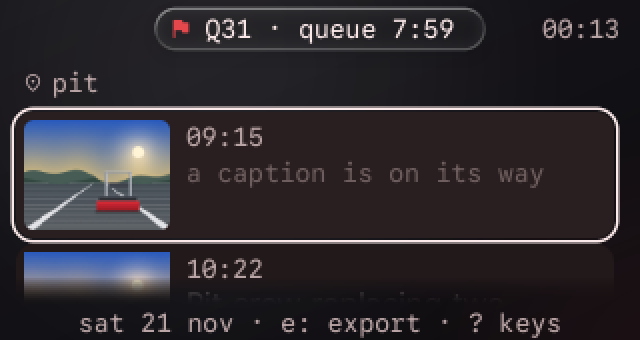 Q31 · queue 7:59
00:13
pit
09:15
a caption is on its way
10:22
sat 21 nov · e: export · ? keys